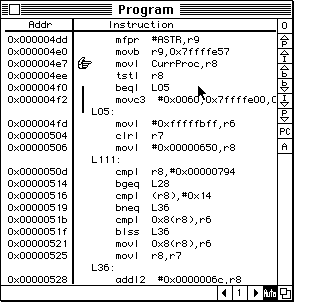 Program
Addr Instruction O
0x000004dd mfpr #ASTR,r9
0x000004e0 movb r9,0x7ffffe57
0x000004e7 movl CurrProc,r8
0x000004ee tstl r8
0x000004f0 beql L05
0x000004f2 movc3 #0x0060,0x7ffffe00,0
L05:
0x000004fd movl #0xfffffbff,r6
0x00000504 clrl r7
0x00000506 movl #0x00000650,r8
L111:
0x0000050d cmpl r8,#0x00000794
0x00000514 bgeq L28
0x00000516 cmpl (r8),#0x14
0x00000519 bneq L36
0x0000051b cmpl 0x8(r8),r6
0x0000051f blss L36
0x00000521 movl 0x8(r8),r6
0x00000525 movl r8,r7
L36:
0x00000528 addl2 #0x0000006c,r8
P
I
b
b
I
P
PC
A
1 Auto